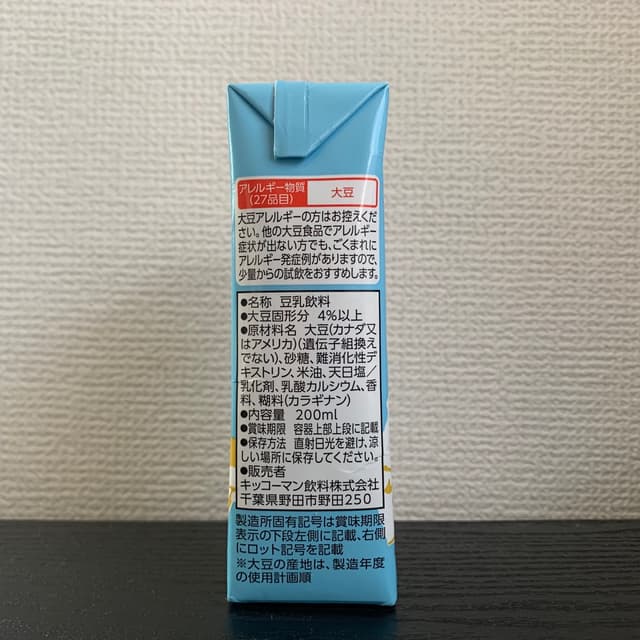 アレルギー物質
(27品目)
大豆
大豆アレルギーの方はお控えくだ
さい。他の大豆食品でアレルギー
症状が出ない方でも、ごくまれに
アレルギー発症例がありますので、
少量からの試飲をおすすめします。
●名称 豆乳飲料
●大豆固形分 4%以上
●原材料名 大豆(カナダ又
はアメリカ)(遺伝子組換え
でない)、砂糖、難消化性デ
キストリン、米油、天日塩/
乳化剤、乳酸カルシウム、香
料、糊料(カラギナン)
●内容量 200ml
●賞味期限 容器上部上段に記載
●保存方法 直射日光を避け、涼
しい場所に保存してください。
●販売者
キッコーマン飲料株式会社
千葉県野田市野田250
製造所固有記号は賞味期限
表示の下段左側に記載、右側
にロット記号を記載
※大豆の産地は、製造年度
の使用計画順